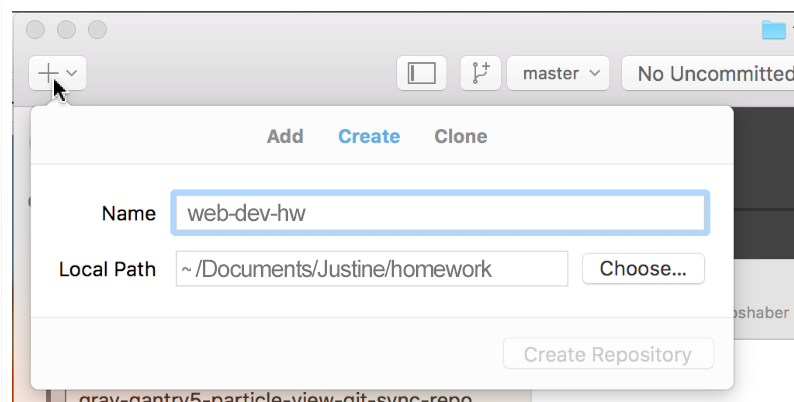 master
No Uncommitted
Add
Create
Clone
Name
web-dev-hw
Local Path
~/Documents/Justine/homework
Choose...
oshaber
Create Repository
gray-gantry5-particle-view-git-sync-repo